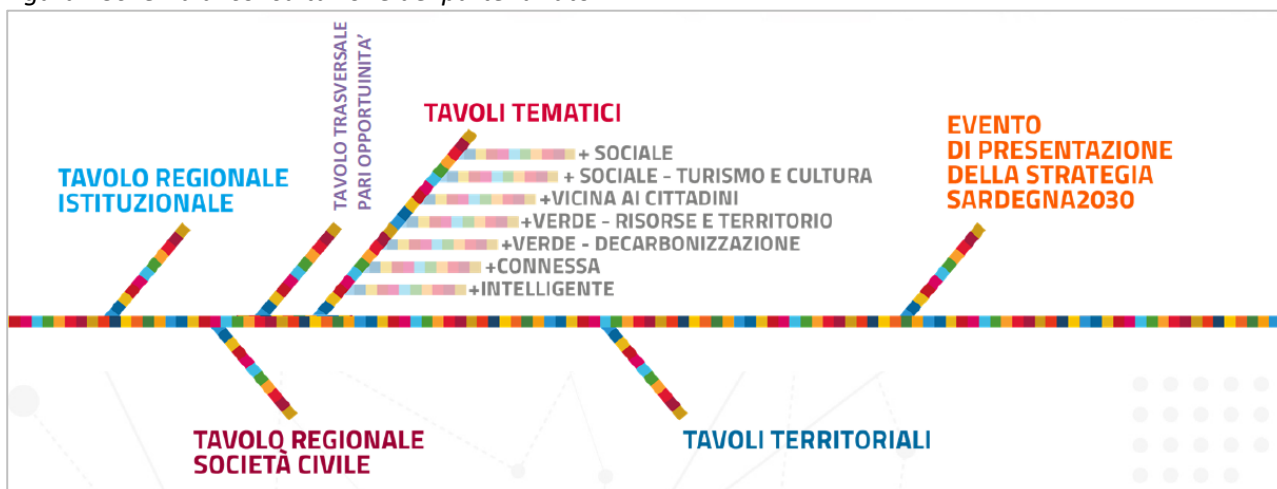 TAVOLO REGIONALE
ISTITUZIONALE
TAVOLO TRASVERSALE
PARI OPPORTUINITA’
TAVOLI TEMATICI
+ SOCIALE
+ SOCIALE – TURISMO E CULTURA
+VICINA AI CITTADINI
+VERDE – RISORSE E TERRITORIO
+VERDE – DECARBONIZZAZIONE
+CONNESSA
+INTELLIGENTE
EVENTO
DI PRESENTAZIONE
DELLA STRATEGIA
SARDEGNA2030
TAVOLO REGIONALE
SOCIETÀ CIVILE
TAVOLI TERRITORIALI